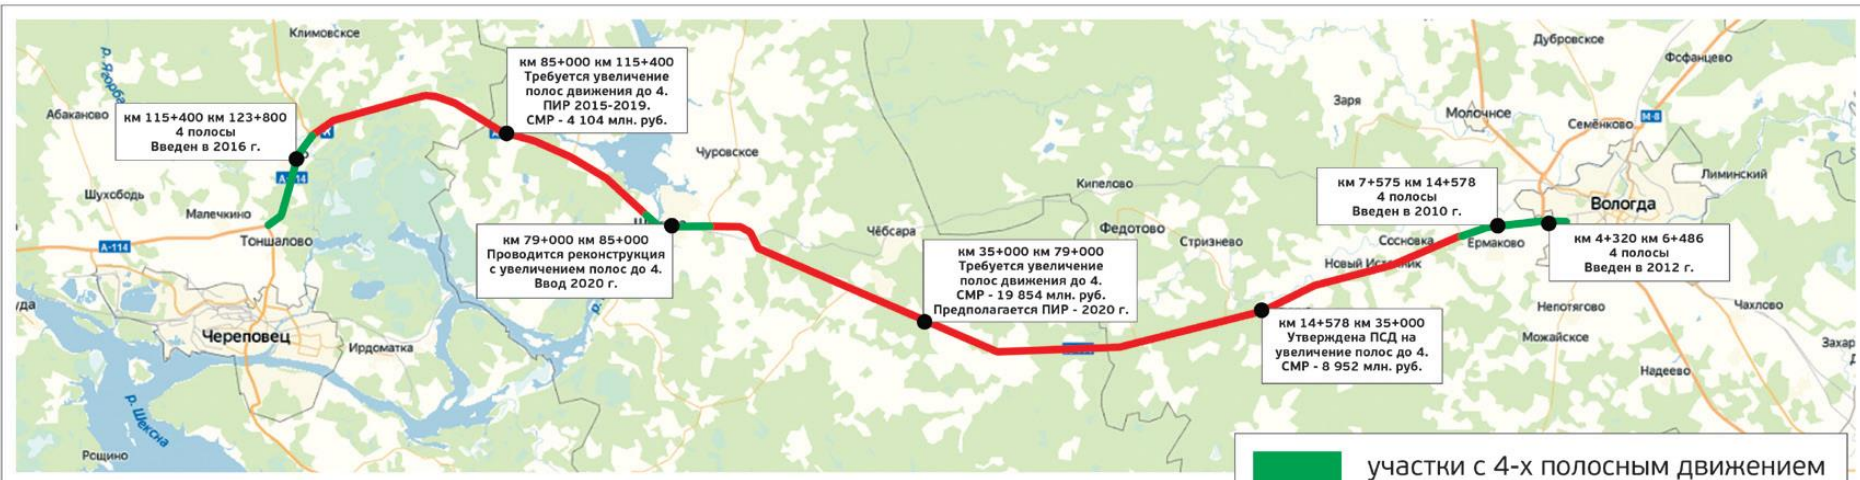 Климовское
Дубровское
Фофанцево
км 85+000 км 115+400
Требуется увеличение
полос движения до 4.
ПИР 2015-2019.
СМР - 4 104 млн. руб.
Абаканово
км 115+400 км 123+800
4 полосы
Введен в 2016 г.
Заря
Молочное
Семёнково
М-8
Чуровское
Шухободь
Малечкино
Кипелово
км 7+575 км 14+578
4 полосы
Введен в 2010 г.
Лиминский
Вологда
А-114
Тоншалово
км 79+000 км 85+000
Проводится реконструкция
с увеличением полос до 4.
Ввод 2020 г.
Чёбсара
км 35+000 км 79+000
Требуется увеличение
полос движения до 4.
СМР - 19 854 млн. руб.
Предполагается ПИР - 2020 г.
Федотово
Стризнево
Сосновка
Ермаково
км 4+320 км 6+486
4 полосы
Введен в 2012 г.
Новый
Непотягово
Чахлово
Череповец
Ирдоматка
км 14+578 км 35+000
Утверждена ПСД на
увеличение полос до 4.
СМР - 8 952 млн. руб.
Можайское
Надеево
р. Шексна
Рощино
участки с 4-х полосным движением